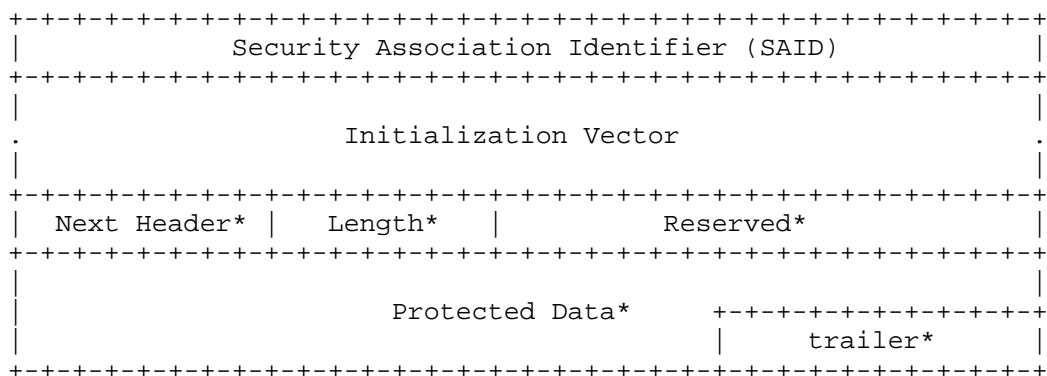 +-+-+-+-+-+-+-+-+-+-+-+-+-+-+-+-+-+-+-+-+-+-+-+-+-+-+-+-+-+-+-+-+
| Security Association Identifier (SAID) |
+-+-+-+-+-+-+-+-+-+-+-+-+-+-+-+-+-+-+-+-+-+-+-+-+-+-+-+-+-+-+-+-+
| |
. Initialization Vector .
| |
+-+-+-+-+-+-+-+-+-+-+-+-+-+-+-+-+-+-+-+-+-+-+-+-+-+-+-+-+-+-+-+-+
| Next Header* | Length* | Reserved* |
+-+-+-+-+-+-+-+-+-+-+-+-+-+-+-+-+-+-+-+-+-+-+-+-+-+-+-+-+-+-+-+-+
| |
| Protected Data* +-+-+-+-+-+-+-+-+-+-+
| | trailer* |
+-+-+-+-+-+-+-+-+-+-+-+-+-+-+-+-+-+-+-+-+-+-+-+-+-+-+-+-+-+-+-+-+